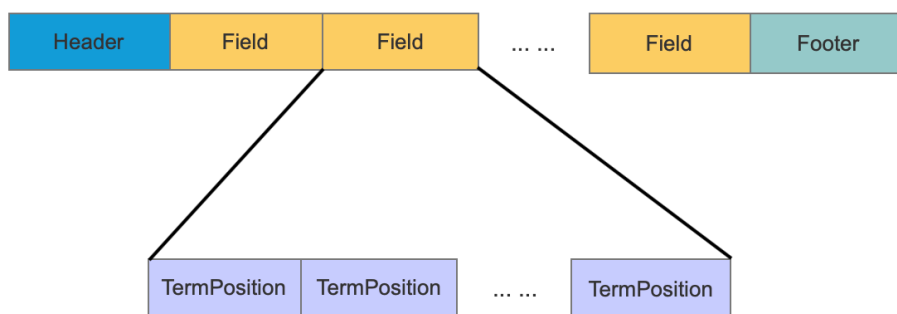 Header Field Field ... ... Field Footer
TermPosition TermPosition ... ... TermPosition